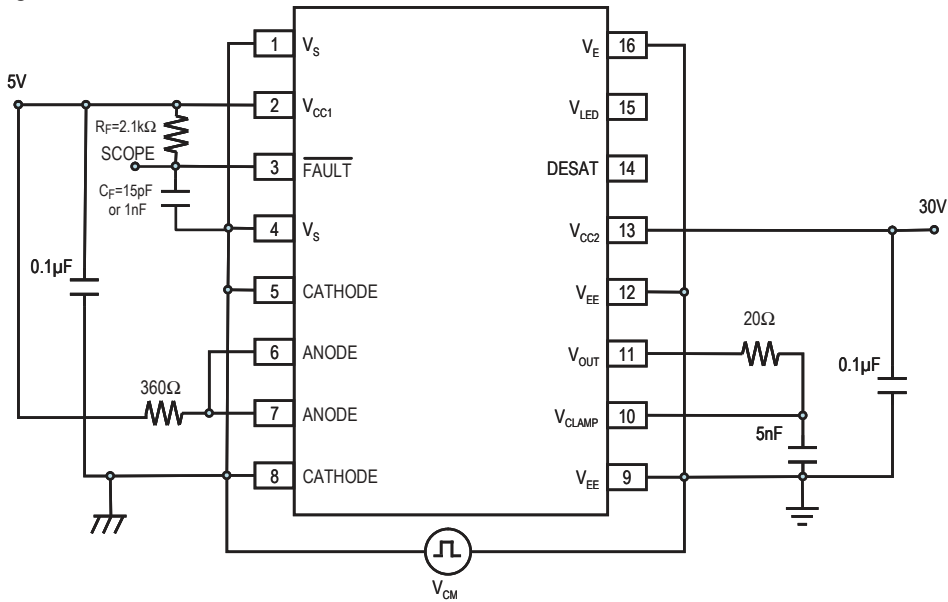 5V
R_F=2.1kΩ
SCOPE
C_F=15pF
or 1nF
0.1µF
360Ω
1 V_S
2 V_CC1
3 F̅A̅U̅L̅T̅
4 V_S
5 CATHODE
6 ANODE
7 ANODE
8 CATHODE
V_E 16
V_LED 15
DESAT 14
V_CC2 13
V_EE 12
V_OUT 11
V_CLAMP 10
V_EE 9
30V
20Ω
0.1µF
5nF
V_CM